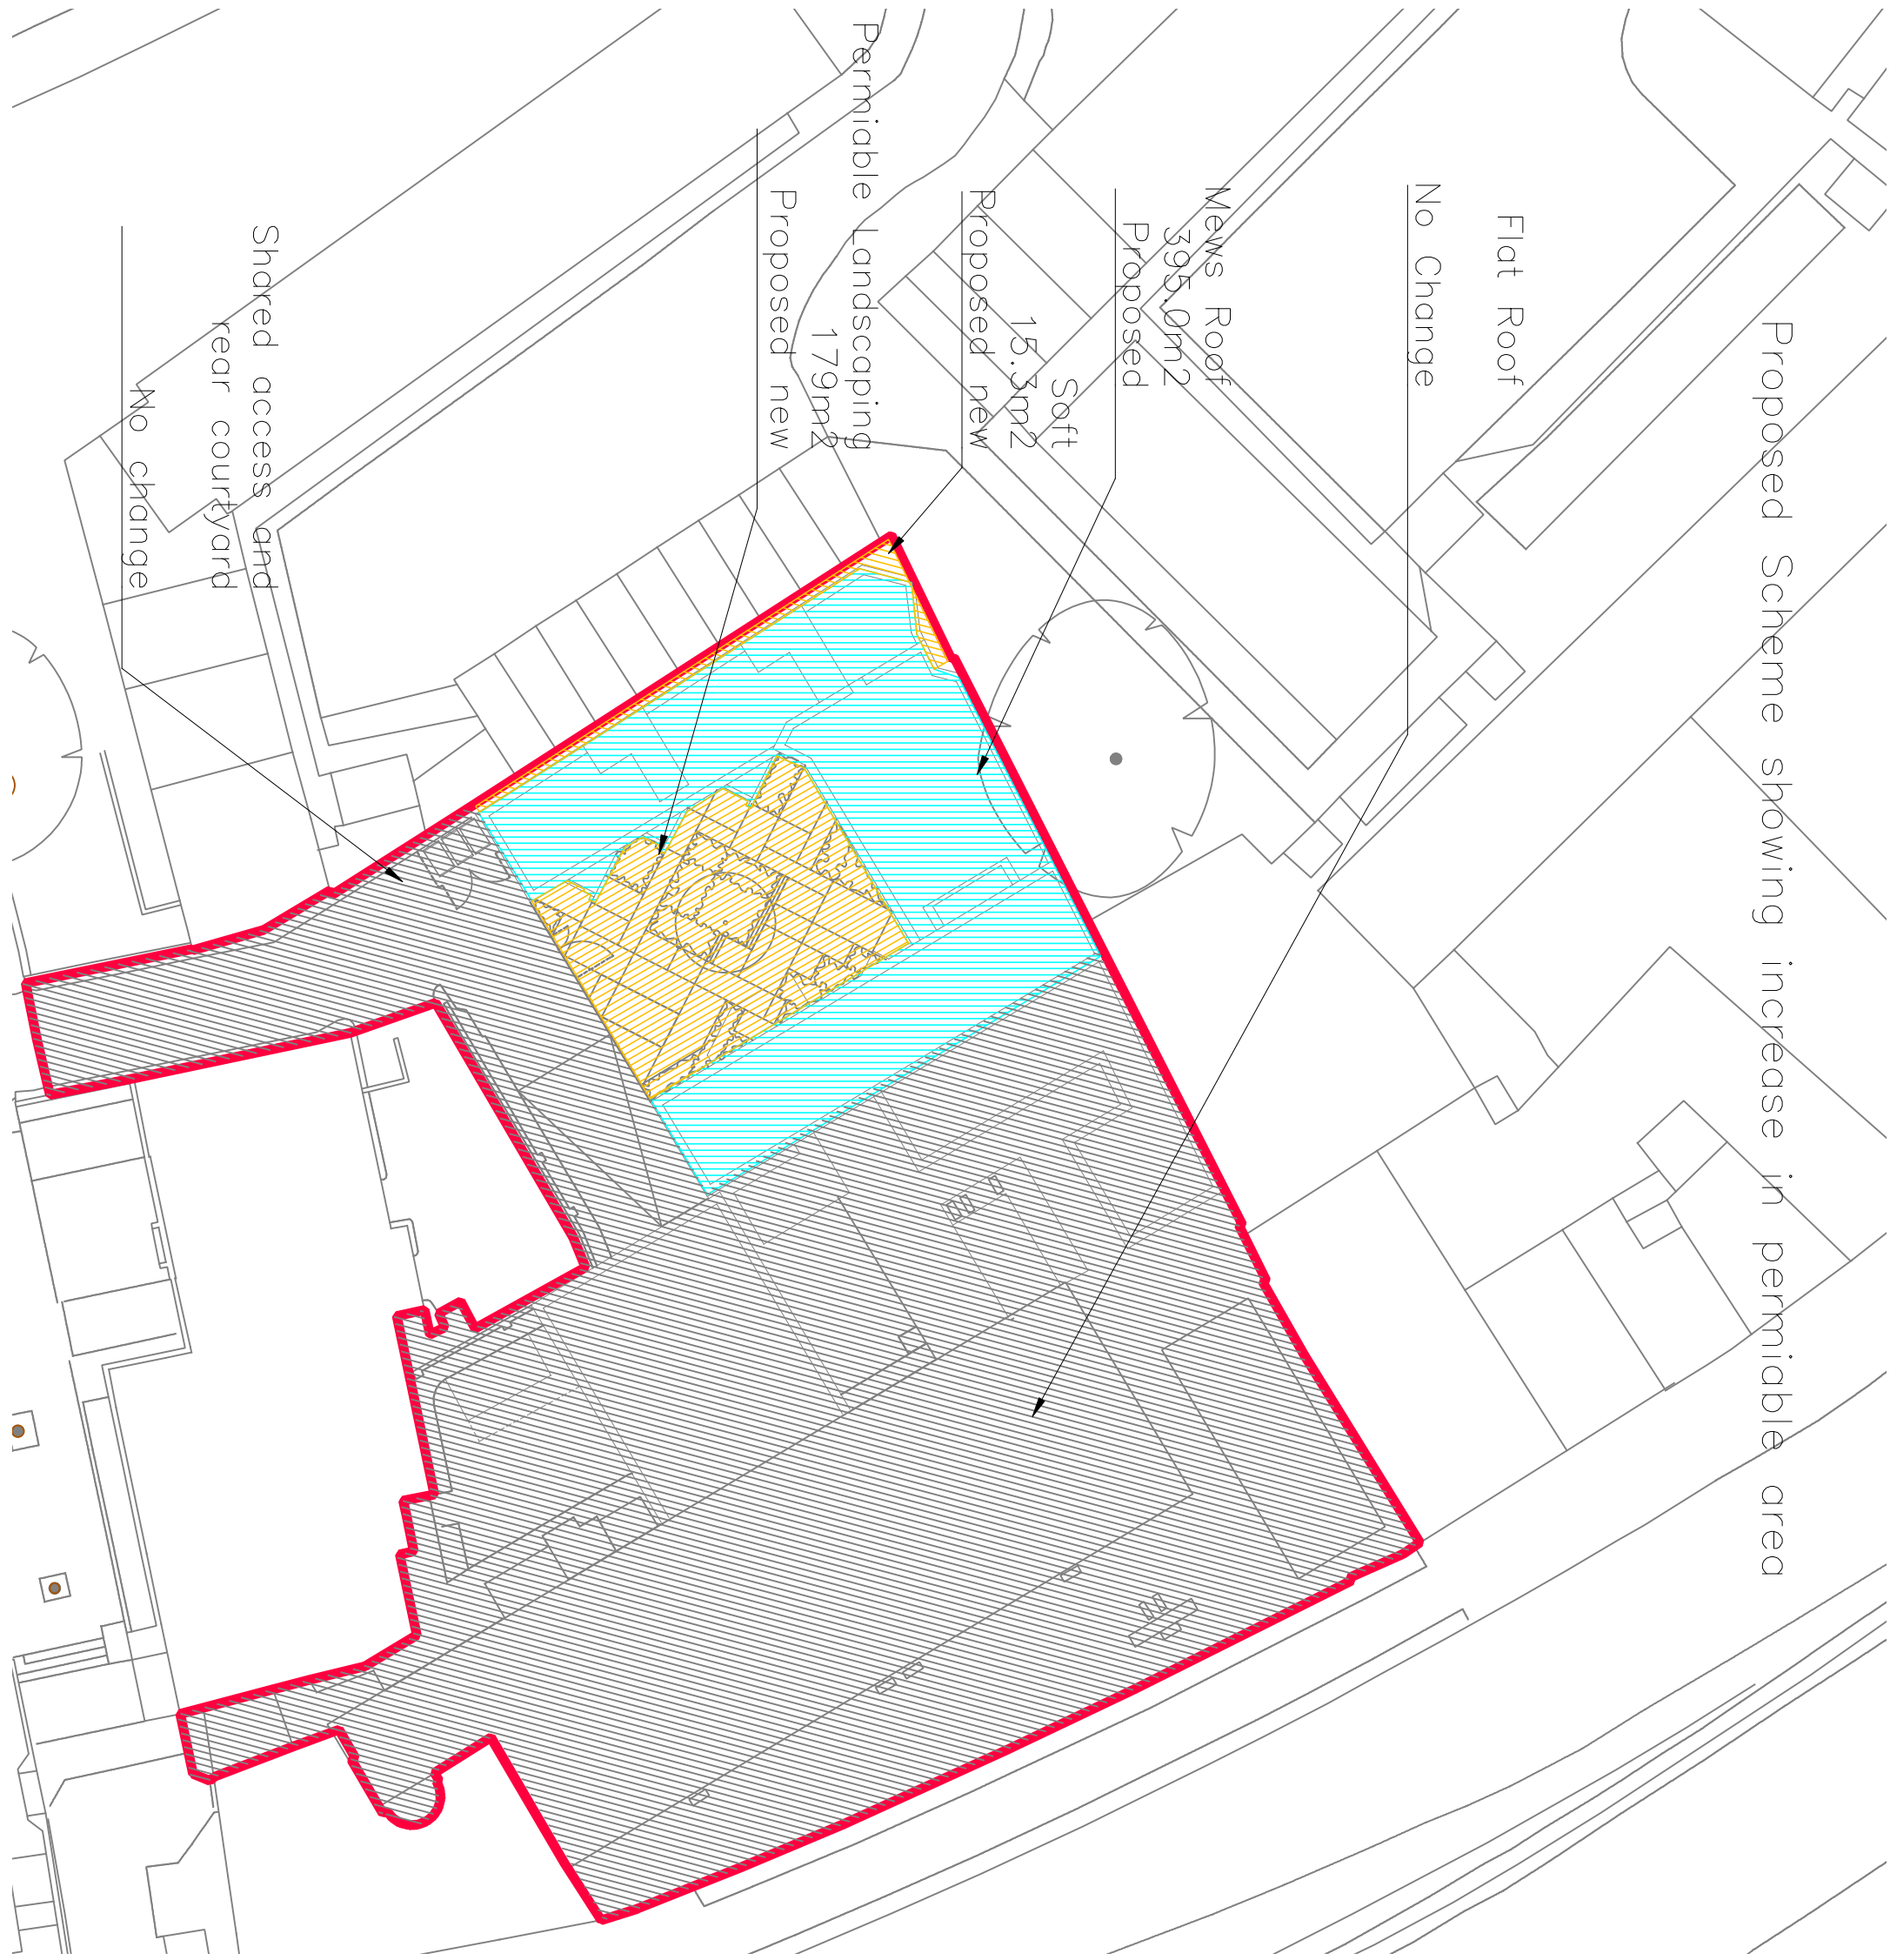 Proposed Scheme Showing increase in permiable area
Flat Roof
No Change
Mews Roof
395.0m2
Proposed
Soft
15.3m2
Proposed new
Permiable Landscaping
179m2
Proposed new
Shared access and
rear courtyard
No change